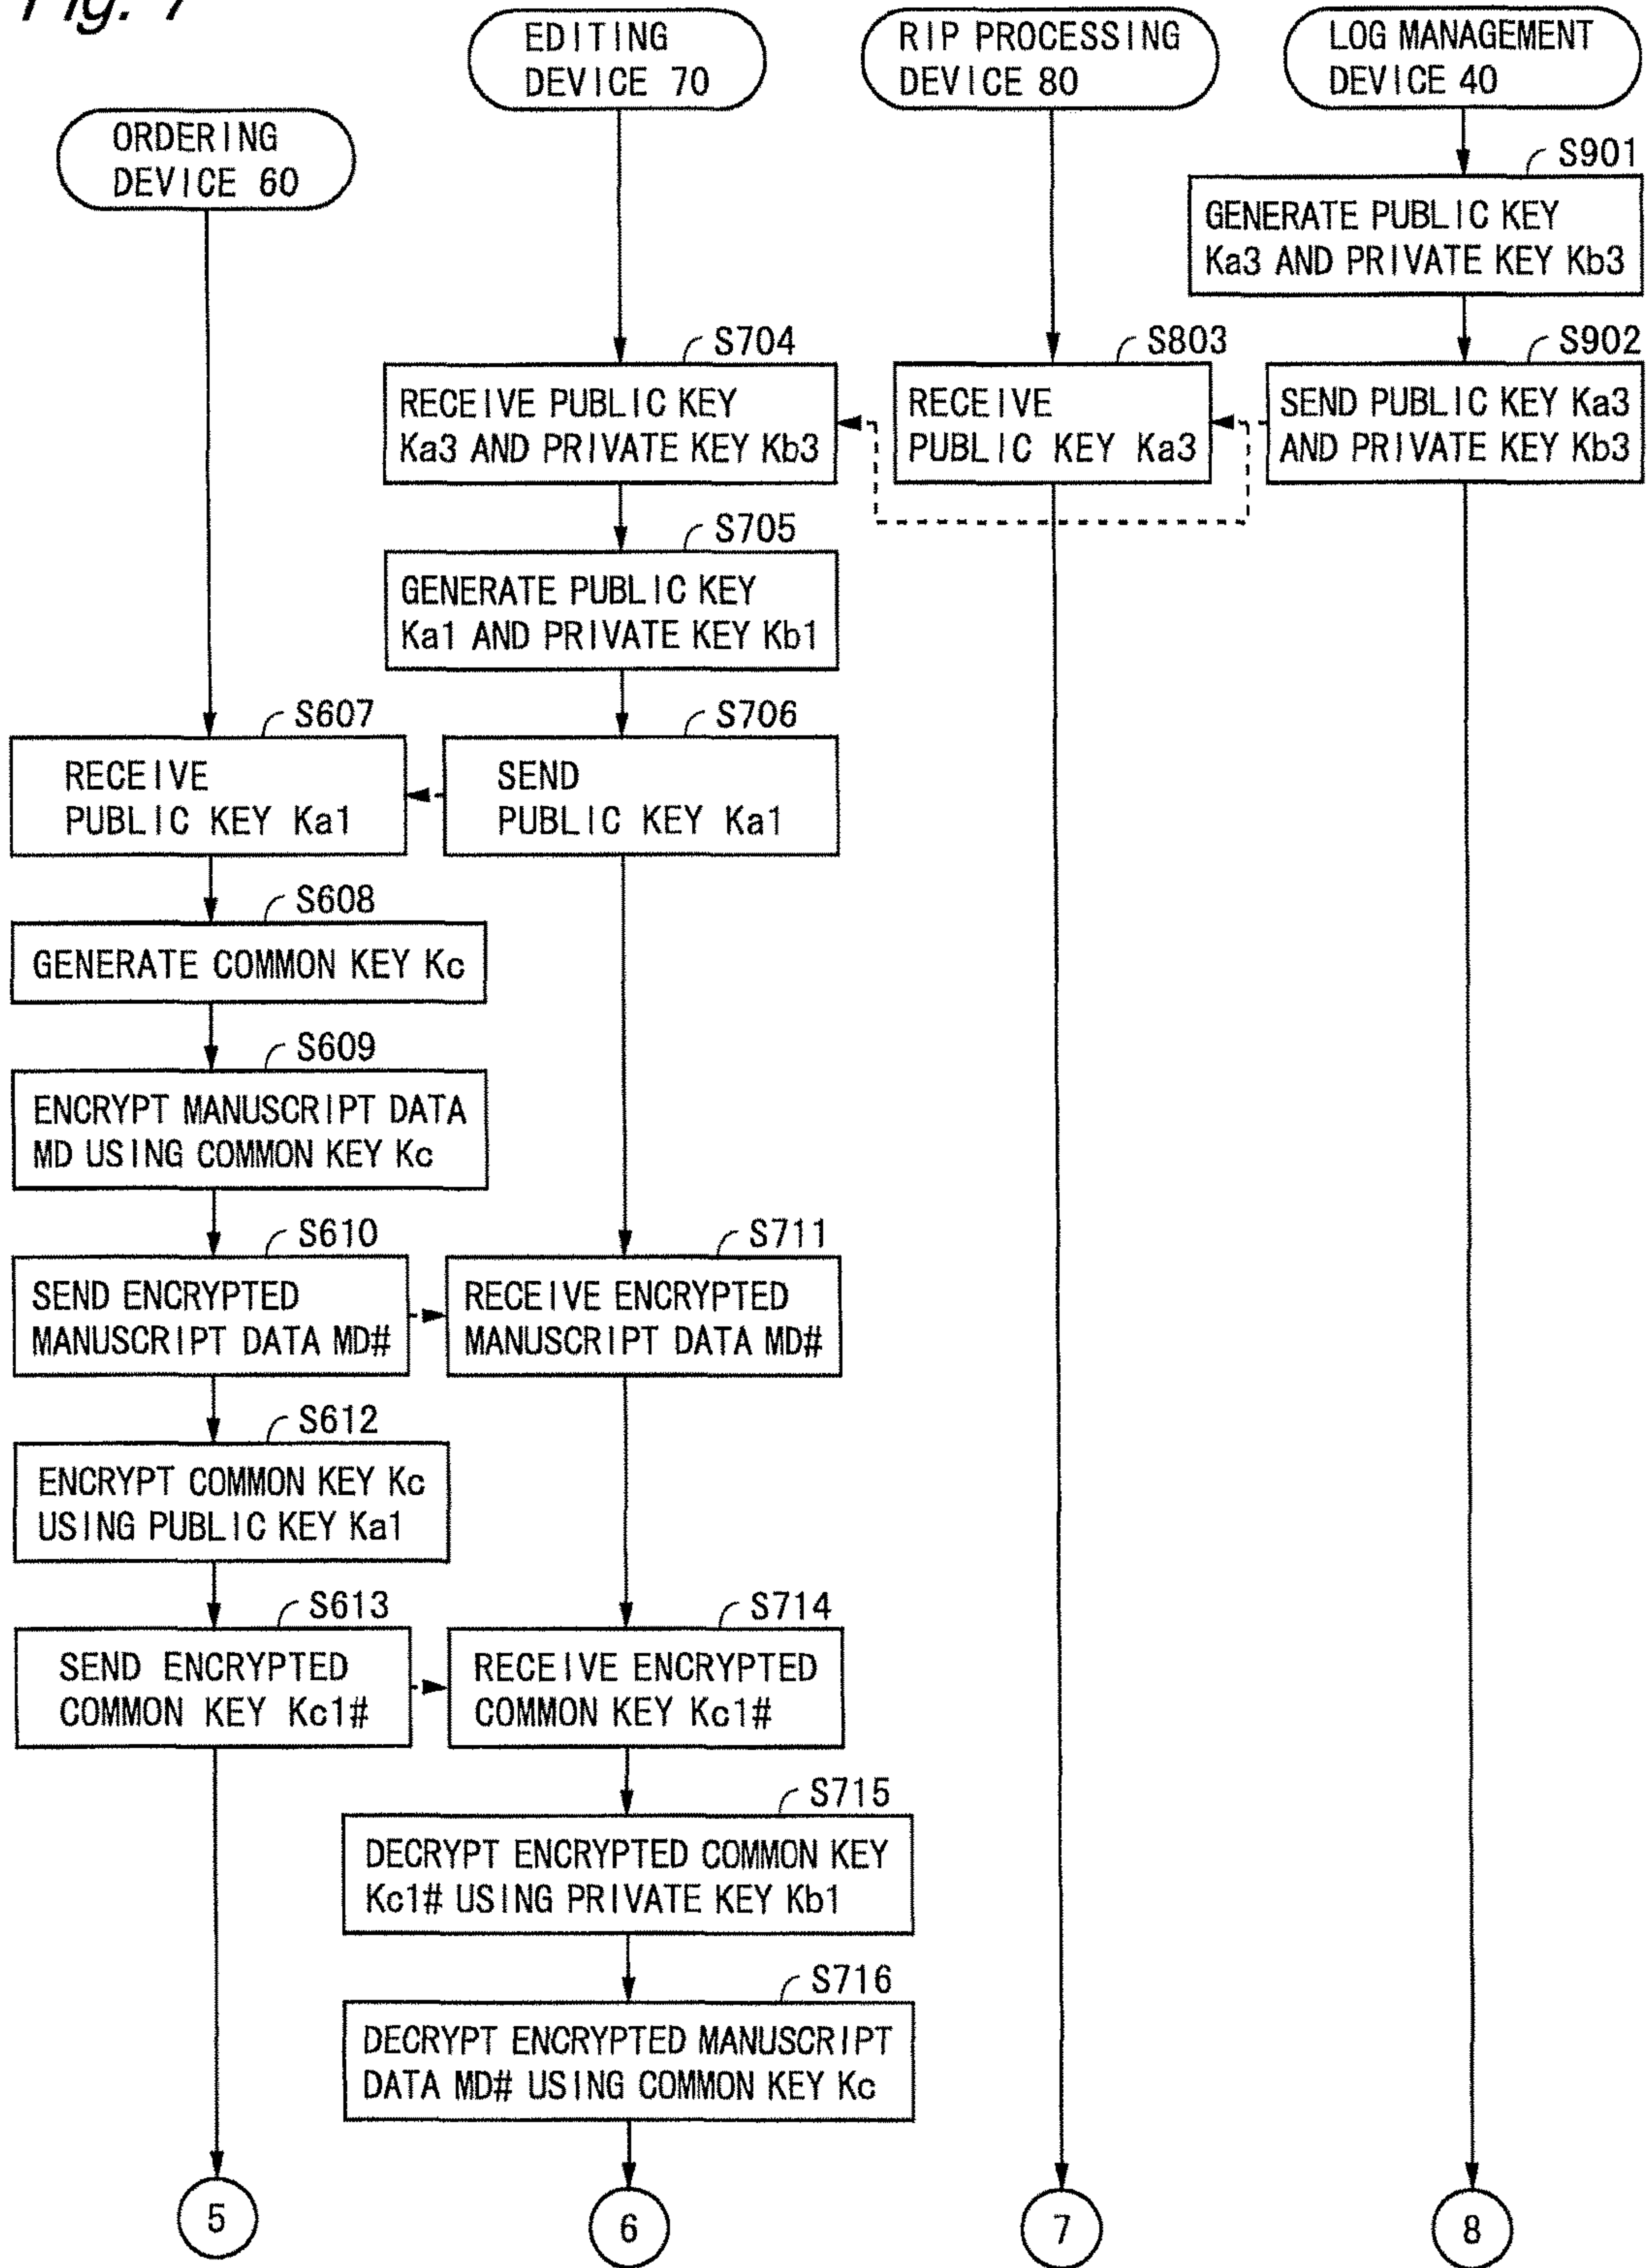 Fig. 7
EDITING
DEVICE 70
RIP PROCESSING
DEVICE 80
LOG MANAGEMENT
DEVICE 40
ORDERING
DEVICE 60
S901
GENERATE PUBLIC KEY
Ka3 AND PRIVATE KEY Kb3
S704
RECEIVE PUBLIC KEY
Ka3 AND PRIVATE KEY Kb3
S803
RECEIVE
PUBLIC KEY Ka3
S902
SEND PUBLIC KEY Ka3
AND PRIVATE KEY Kb3
S705
GENERATE PUBLIC KEY
Ka1 AND PRIVATE KEY Kb1
S607
RECEIVE
PUBLIC KEY Ka1
S706
SEND
PUBLIC KEY Ka1
S608
GENERATE COMMON KEY Kc
S609
ENCRYPT MANUSCRIPT DATA
MD USING COMMON KEY Kc
S610
SEND ENCRYPTED
MANUSCRIPT DATA MD#
S711
RECEIVE ENCRYPTED
MANUSCRIPT DATA MD#
S612
ENCRYPT COMMON KEY Kc
USING PUBLIC KEY Ka1
S613
SEND ENCRYPTED
COMMON KEY Kc1#
S714
RECEIVE ENCRYPTED
COMMON KEY Kc1#
S715
DECRYPT ENCRYPTED COMMON KEY
Kc1# USING PRIVATE KEY Kb1
S716
DECRYPT ENCRYPTED MANUSCRIPT
DATA MD# USING COMMON KEY Kc
5
6
7
8